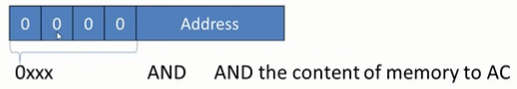 0 0 0 0 Address
0xxx AND AND the content of memory to AC